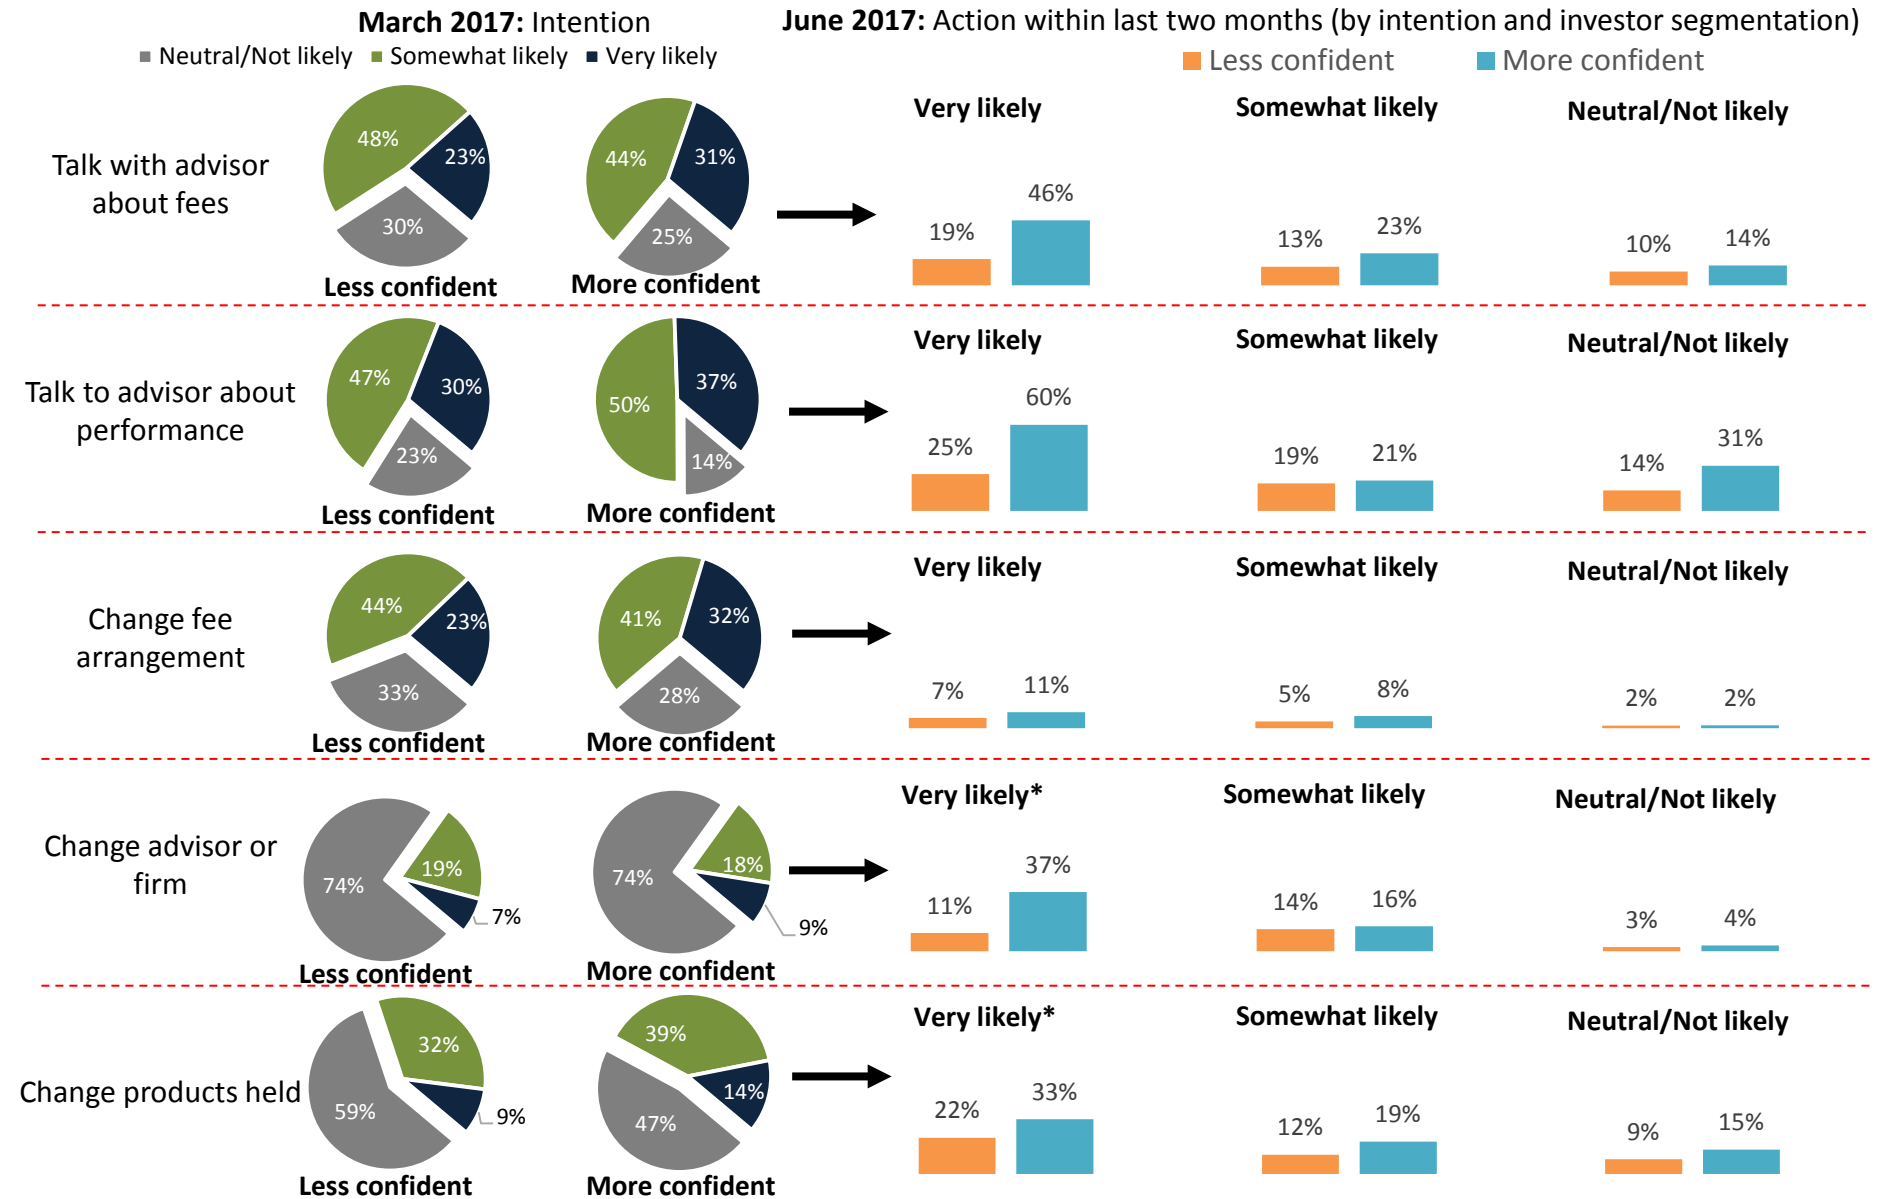 March 2017: Intention
June 2017: Action within last two months (by intention and investor segmentation)
Neutral/Not likely Somewhat likely Very likely
Less confident More confident
Talk with advisor
about fees
48%
23%
30%
Less confident
44%
31%
25%
More confident
Very likely
19%
46%
Somewhat likely
13%
23%
Neutral/Not likely
10%
14%
Talk to advisor about
performance
47%
30%
23%
Less confident
50%
37%
14%
More confident
Very likely
25%
60%
Somewhat likely
19%
21%
Neutral/Not likely
14%
31%
Change fee
arrangement
44%
23%
33%
Less confident
41%
32%
28%
More confident
Very likely
7%
11%
Somewhat likely
5%
8%
Neutral/Not likely
2%
2%
Change advisor or
firm
74%
19%
7%
Less confident
74%
18%
9%
More confident
Very likely*
11%
37%
Somewhat likely
14%
16%
Neutral/Not likely
3%
4%
Change products held
59%
32%
9%
Less confident
39%
14%
47%
More confident
Very likely*
22%
33%
Somewhat likely
12%
19%
Neutral/Not likely
9%
15%